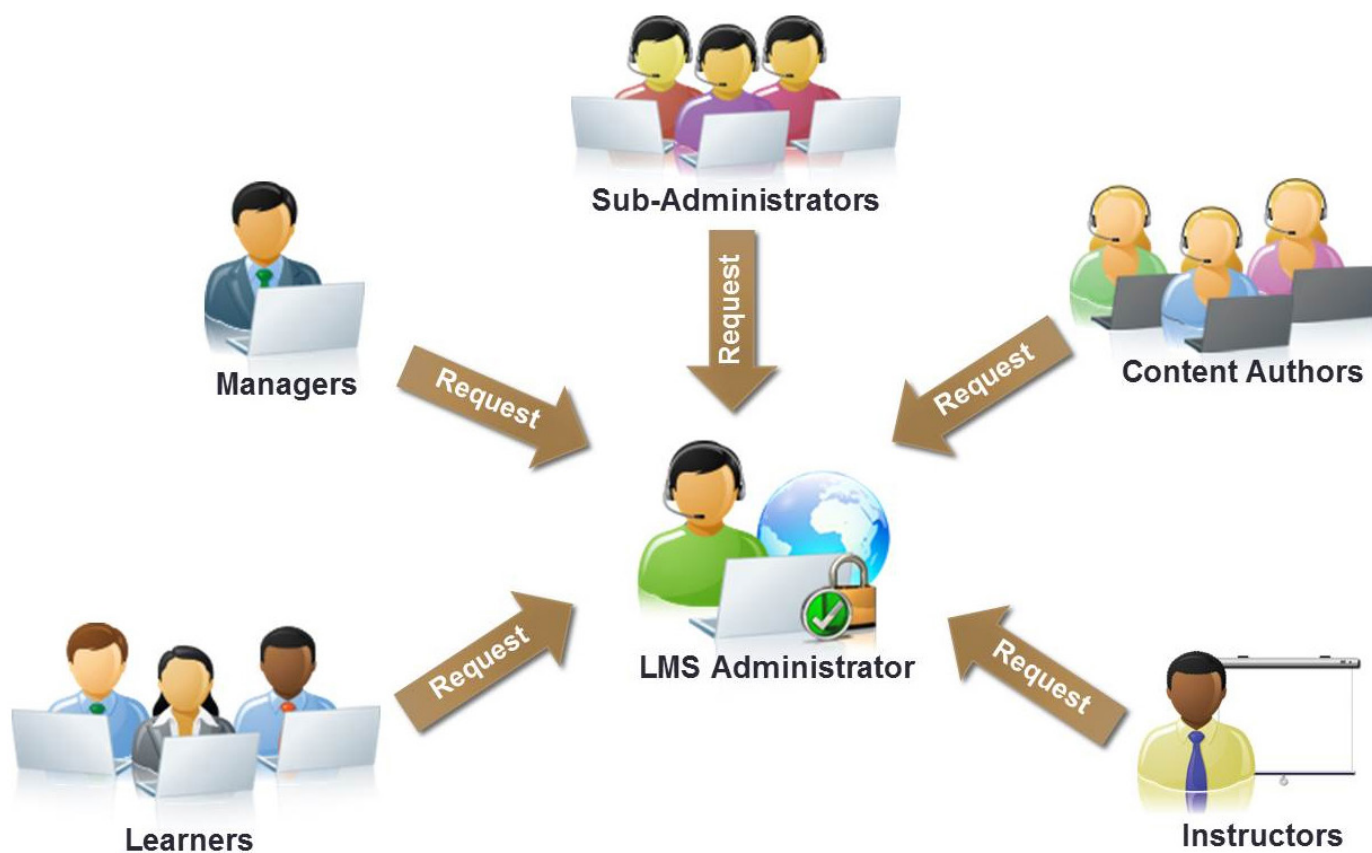 Sub-Administrators
Managers
Content Authors
Request
Request
Request
LMS Administrator
Request
Request
Learners
Instructors